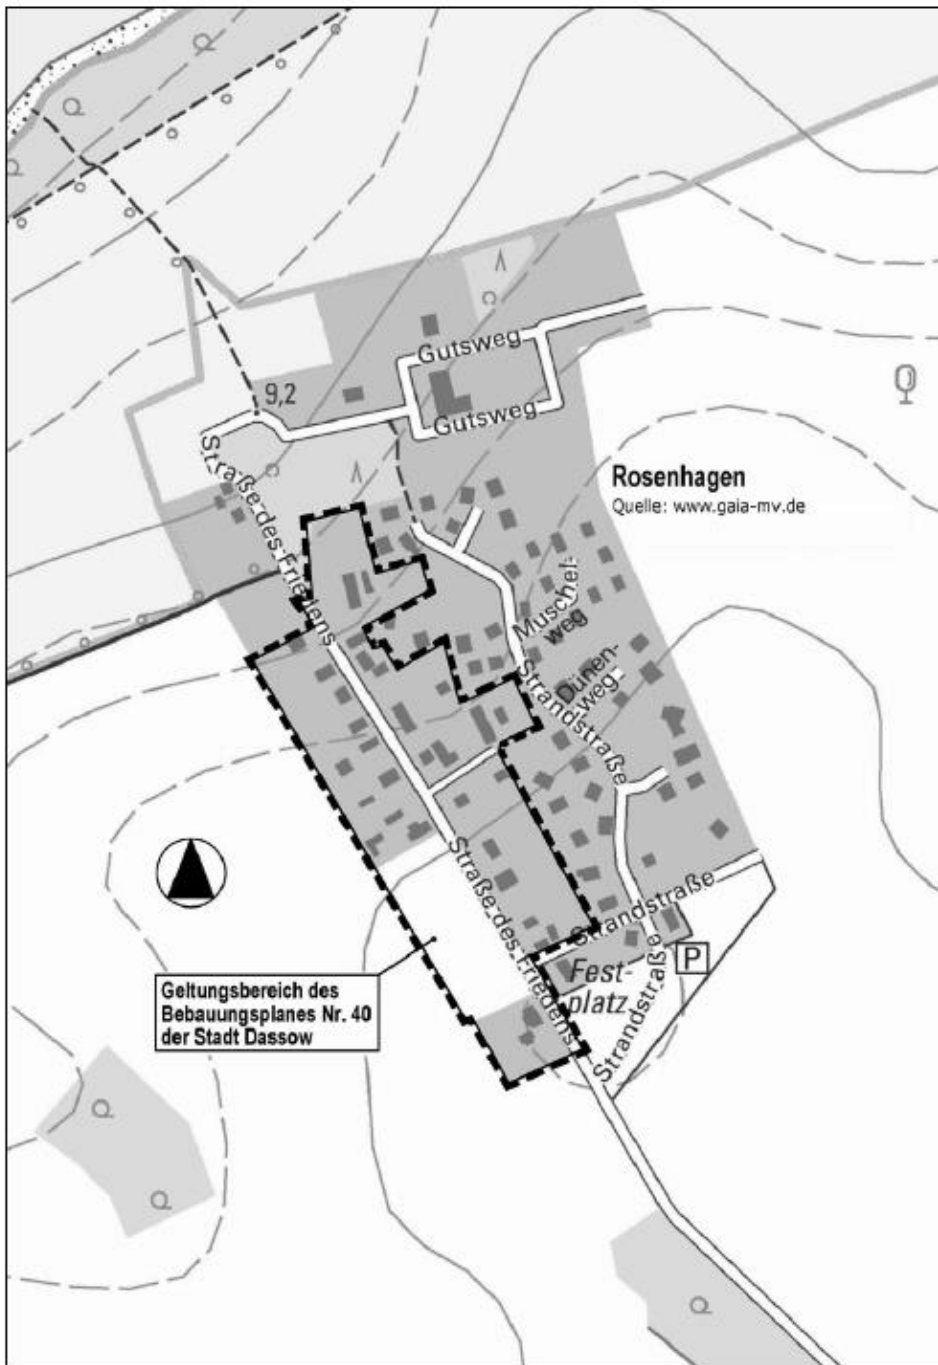 Gutsweg
9,2
Gutsweg
Straße des Friedens
Rosenhagen
Quelle: www.gaia-mv.de
Muschel-
weg
Dünen-
weg
Strandstraße
Straße des Friedens
Strandstraße
Fest-
platz
P
Strandstraße
Geltungsbereich des
Bebauungsplanes Nr. 40
der Stadt Dassow